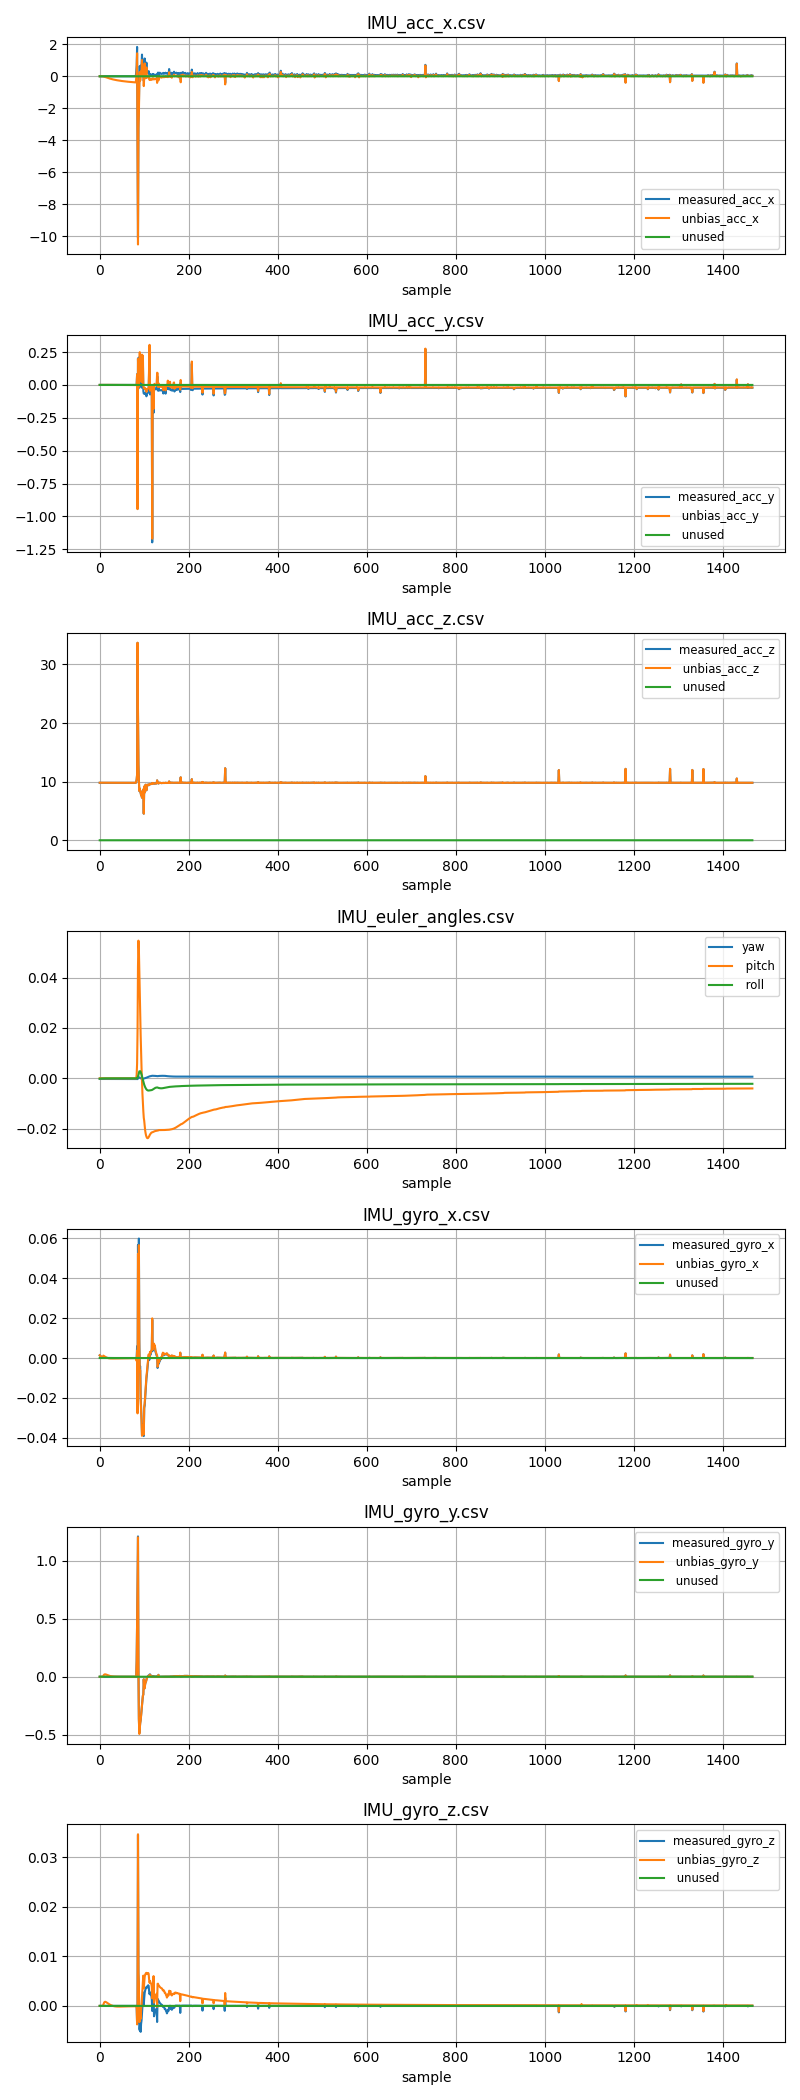 IMU_acc_x.csv
2
0
−2
−4
−6
−8
−10
measured_acc_x
unbias_acc_x
unused
0 200 400 600 800 1000 1200 1400
sample
IMU_acc_y.csv
0.25
0.00
−0.25
−0.50
−0.75
−1.00
−1.25
measured_acc_y
unbias_acc_y
unused
0 200 400 600 800 1000 1200 1400
sample
IMU_acc_z.csv
30
20
10
0
measured_acc_z
unbias_acc_z
unused
0 200 400 600 800 1000 1200 1400
sample
IMU_euler_angles.csv
0.04
0.02
0.00
−0.02
yaw
pitch
roll
0 200 400 600 800 1000 1200 1400
sample
IMU_gyro_x.csv
0.06
0.04
0.02
0.00
−0.02
−0.04
measured_gyro_x
unbias_gyro_x
unused
0 200 400 600 800 1000 1200 1400
sample
IMU_gyro_y.csv
1.0
0.5
0.0
−0.5
measured_gyro_y
unbias_gyro_y
unused
0 200 400 600 800 1000 1200 1400
sample
IMU_gyro_z.csv
0.03
0.02
0.01
0.00
measured_gyro_z
unbias_gyro_z
unused
0 200 400 600 800 1000 1200 1400
sample